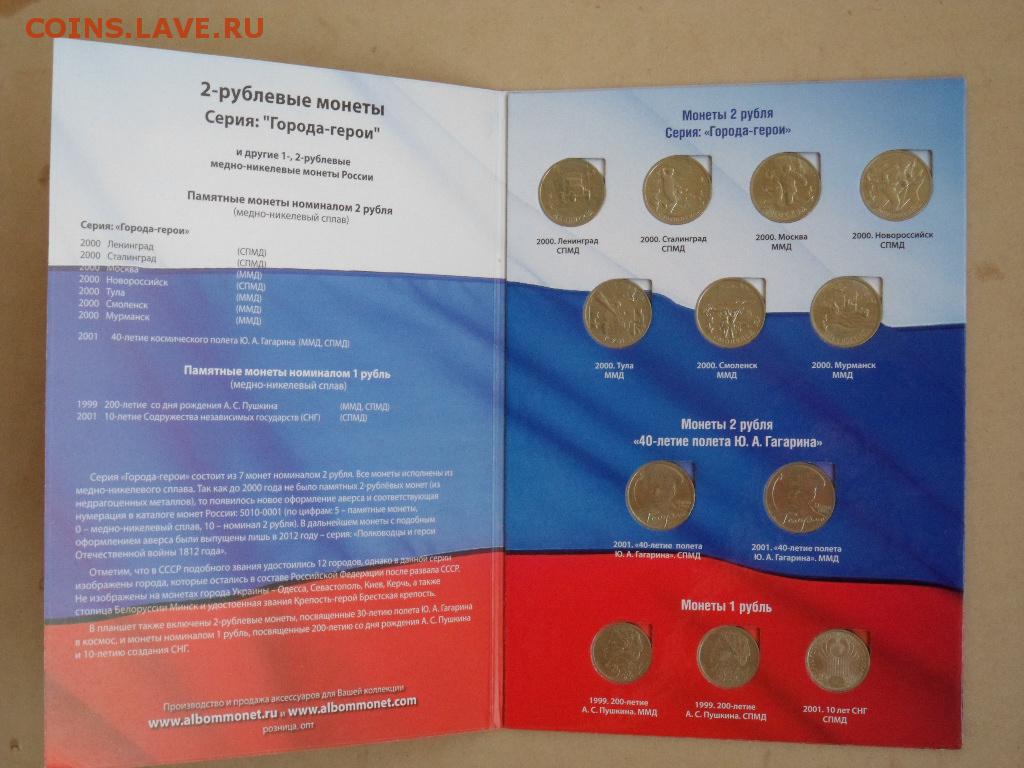 COINS.LAVE.RU
2-рублевые монеты
Серия: "Города-герои"
и другие 1-, 2-рублевые
медно-никелевые монеты России
Памятные монеты номиналом 2 рубля
(медно-никелевый сплав)
Серия: «Города-герои»
2000 Ленинград (СПМД)
2000 Сталинград (СПМД)
2000 Москва (ММД)
2000 Новороссийск (СПМД)
2000 Тула (ММД)
2000 Смоленск (ММД)
2000 Мурманск (ММД)
2001 40-летие космического полета Ю. А. Гагарина (ММД, СПМД)
Памятные монеты номиналом 1 рубль
(медно-никелевый сплав)
1999 200-летие со дня рождения А. С. Пушкина (ММД, СПМД)
2001 10-летие Содружества независимых государств (СНГ) (СПМД)
Серия «Города-герои» состоит из 7 монет номиналом 2 рубля. Все монеты исполнены из
медно-никелевого сплава. Так как до 2000 года не было памятных 2-рублёвых монет (из
недрагоценных металлов), то появилось новое оформление аверса и соответствующая
нумерация в каталоге монет России: 5010-0001 (по цифрам: 5 – памятные монеты,
0 – медно-никелевый сплав, 10 – номинал 2 рубля). В дальнейшем монеты с подобным
оформлением аверса были выпущены лишь в 2012 году – серия: «Полководцы и герои
Отечественной войны 1812 года».
Отметим, что в СССР подобного звания удостоились 12 городов, однако в данной серии
изображены города, которые остались в составе Российской Федерации после развала СССР.
Не изображены на монетах города Украины – Одесса, Севастополь, Киев, Керчь, а также
столица Белоруссии Минск и удостоенная звания Крепость-герой Брестская крепость.
В планшет также включены 2-рублевые монеты, посвященные 30-летию полета Ю. А. Гагарина
в космос, и монеты номиналом 1 рубль, посвященные 200-летию со дня рождения А. С. Пушкина
и 10-летию создания СНГ.
Производство и продажа аксессуаров для Вашей коллекции
www.albommonet.ru и www.albommonet.com
розница, опт
Монеты 2 рубля
Серия: «Города-герои»
2000. Ленинград
СПМД
2000. Сталинград
СПМД
2000. Москва
ММД
2000. Новороссийск
СПМД
2000. Тула
ММД
2000. Смоленск
ММД
2000. Мурманск
ММД
Монеты 2 рубля
«40-летие полета Ю. А. Гагарина»
2001. «40-летие полета
Ю. А. Гагарина». СПМД
2001. «40-летие полета
Ю. А. Гагарина». ММД
Монеты 1 рубль
1999. 200-летие
А. С. Пушкина. ММД
1999. 200-летие
А. С. Пушкина. СПМД
2001. 10 лет СНГ
СПМД